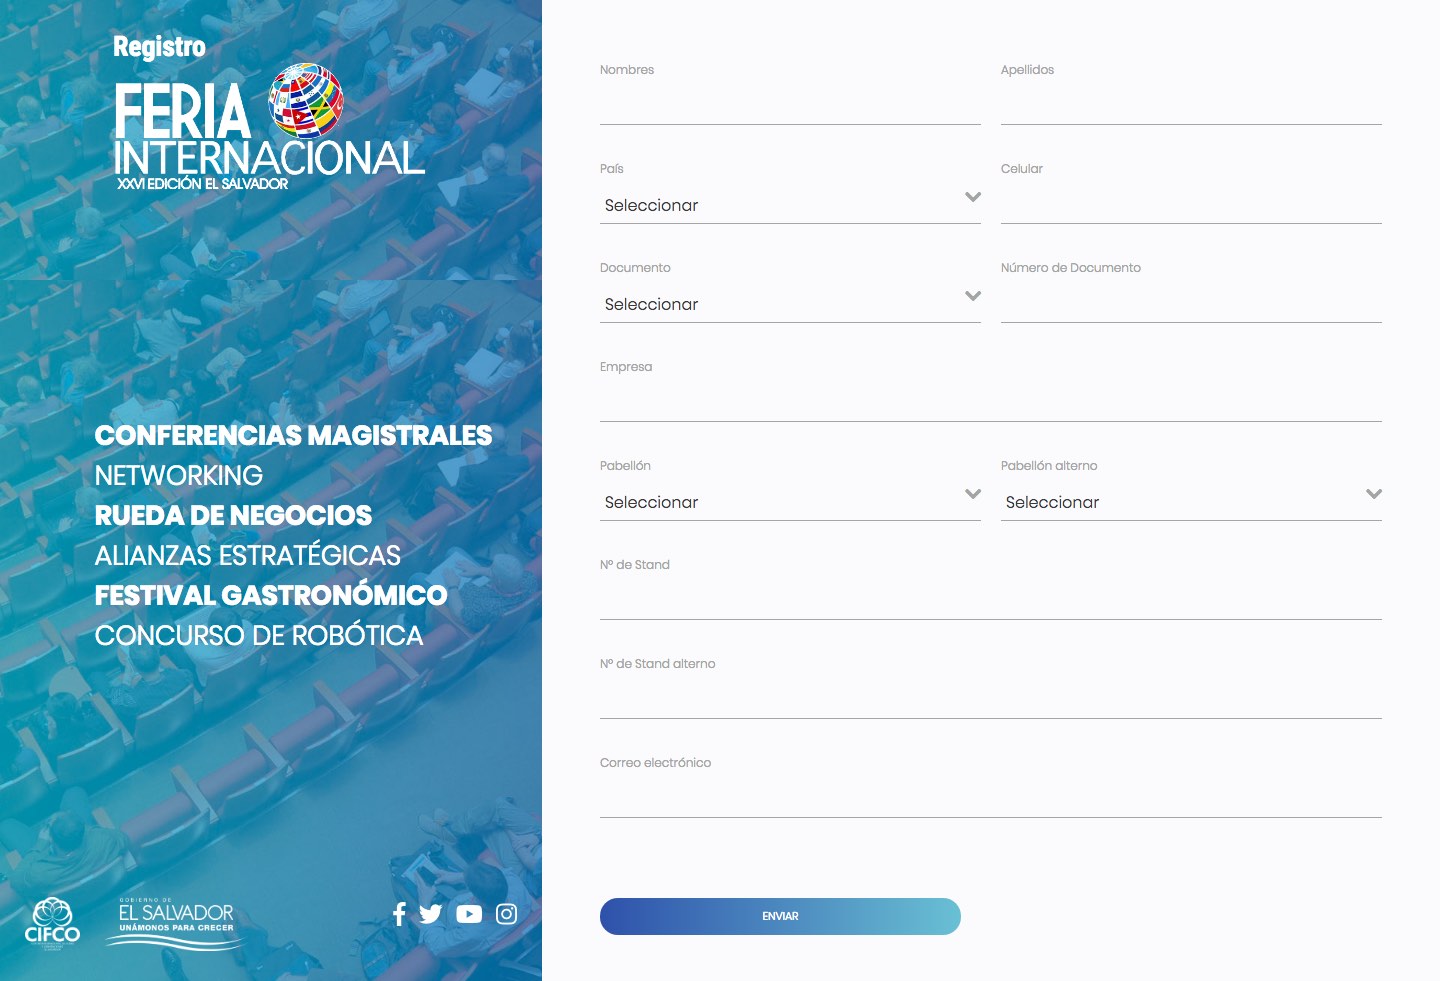 Registro
FERIA
INTERNACIONAL
XXVI EDICIÓN EL SALVADOR
CONFERENCIAS MAGISTRALES
NETWORKING
RUEDA DE NEGOCIOS
ALIANZAS ESTRATÉGICAS
FESTIVAL GASTRONÓMICO
CONCURSO DE ROBÓTICA
CIFCO
GOBIERNO DE
EL SALVADOR
UNÁMONOS PARA CRECER
Nombres
Apellidos
País
Seleccionar
Celular
Documento
Seleccionar
Número de Documento
Empresa
Pabellón
Seleccionar
Pabellón alterno
Seleccionar
Nº de Stand
Nº de Stand alterno
Correo electrónico
ENVIAR